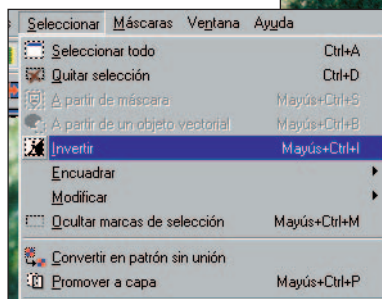 Seleccionar Máscaras Ventana Ayuda
Seleccionar todo Ctrl+A
Quitar selección Ctrl+D
A partir de máscara Mayús+Ctrl+S
A partir de un objeto vectorial Mayús+Ctrl+B
Invertir Mayús+Ctrl+I
Encuadrar
Modificar
Ocultar marcas de selección Mayús+Ctrl+M
Convertir en patrón sin unión
Promover a capa Mayús+Ctrl+P